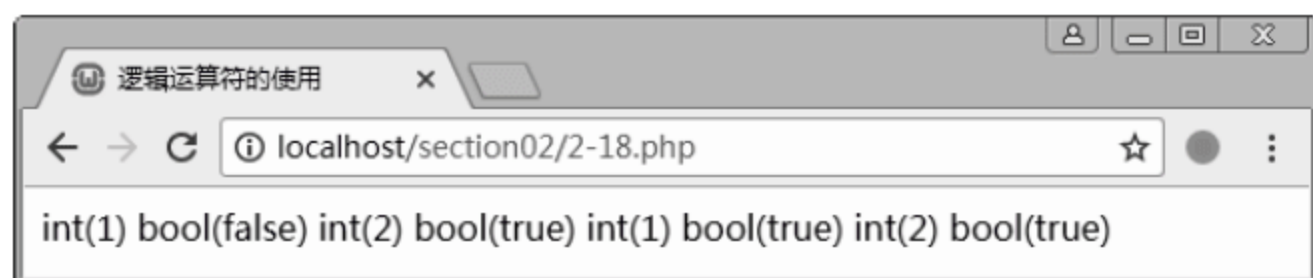 逻辑运算符的使用
localhost/section02/2-18.php
int(1) bool(false) int(2) bool(true) int(1) bool(true) int(2) bool(true)